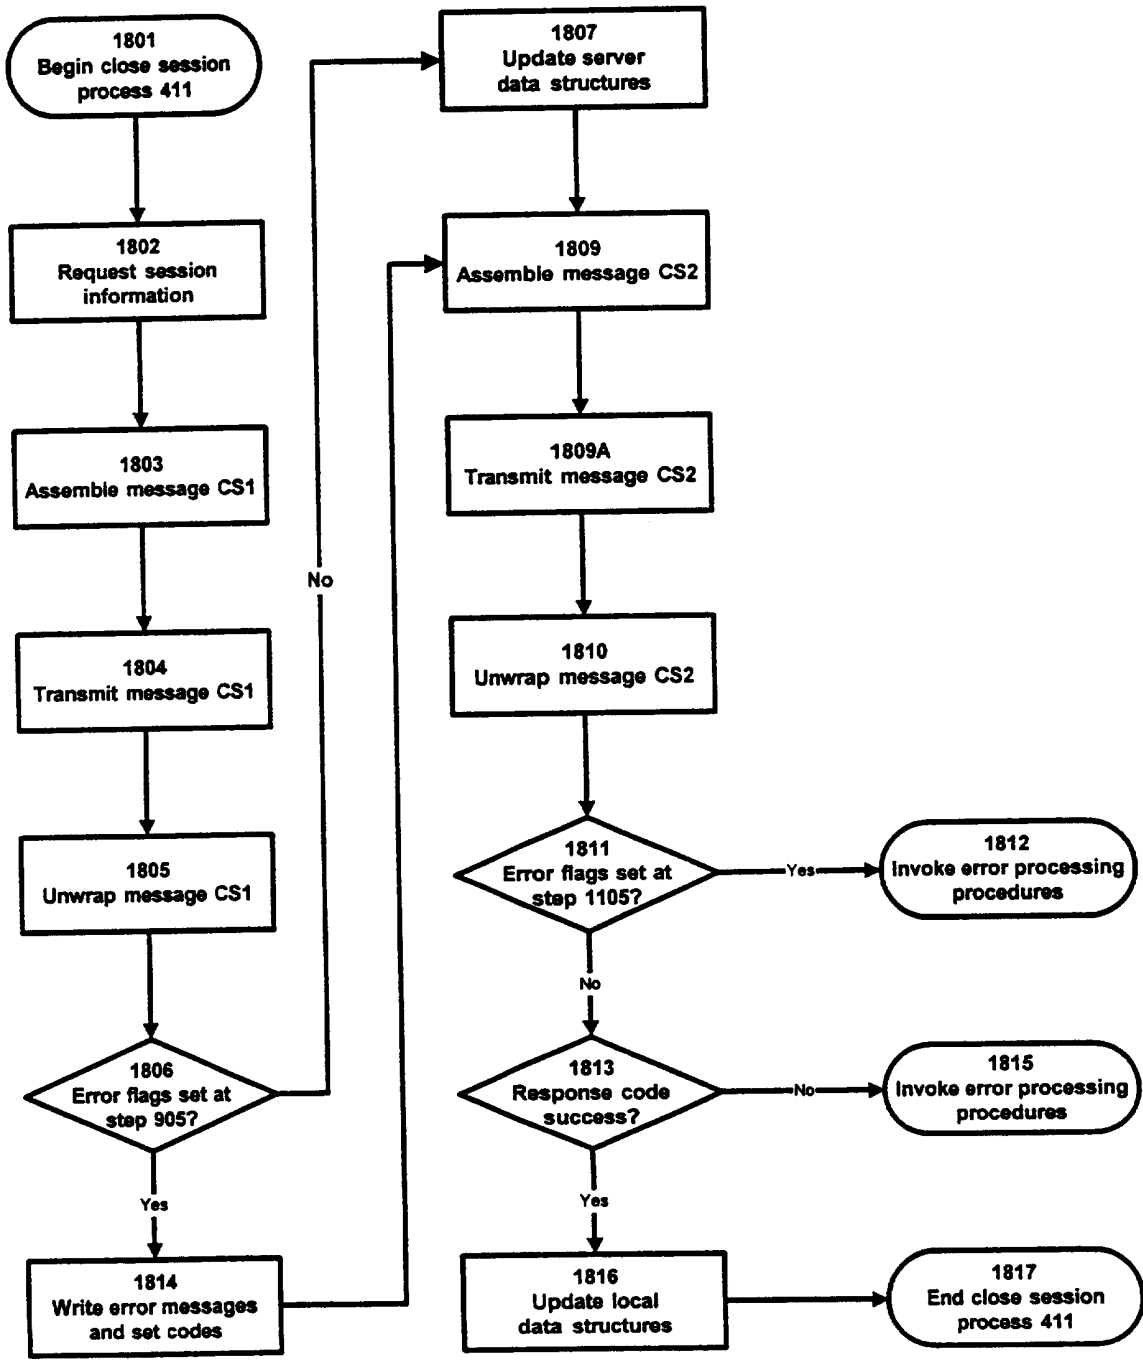 1801
Begin close session
process 411
1802
Request session
information
1803
Assemble message CS1
1804
Transmit message CS1
1805
Unwrap message CS1
1806
Error flags set at
step 905?
Yes
1814
Write error messages
and set codes
No
1807
Update server
data structures
1809
Assemble message CS2
1809A
Transmit message CS2
1810
Unwrap message CS2
1811
Error flags set at
step 1105?
Yes
1812
Invoke error processing
procedures
No
1813
Response code
success?
No
1815
Invoke error processing
procedures
Yes
1816
Update local
data structures
1817
End close session
process 411